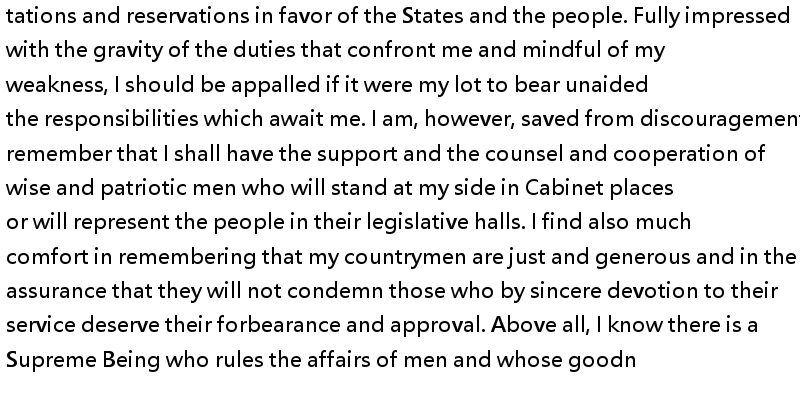 tations and reservations in favor of the States and the people. Fully impressed
with the gravity of the duties that confront me and mindful of my
weakness, I should be appalled if it were my lot to bear unaided
the responsibilities which await me. I am, however, saved from discouragemen
remember that I shall have the support and the counsel and cooperation of
wise and patriotic men who will stand at my side in Cabinet places
or will represent the people in their legislative halls. I find also much
comfort in remembering that my countrymen are just and generous and in the
assurance that they will not condemn those who by sincere devotion to their
service deserve their forbearance and approval. Above all, I know there is a
Supreme Being who rules the affairs of men and whose goodn